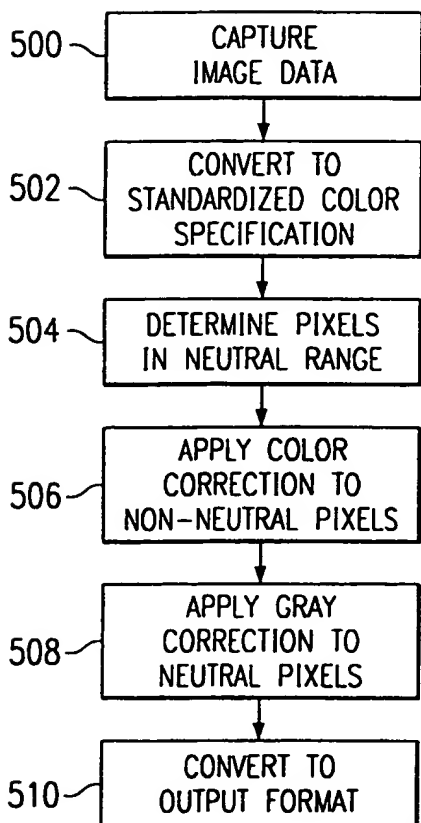 500
CAPTURE
IMAGE DATA
502
CONVERT TO
STANDARDIZED COLOR
SPECIFICATION
504
DETERMINE PIXELS
IN NEUTRAL RANGE
506
APPLY COLOR
CORRECTION TO
NON-NEUTRAL PIXELS
508
APPLY GRAY
CORRECTION TO
NEUTRAL PIXELS
510
CONVERT TO
OUTPUT FORMAT